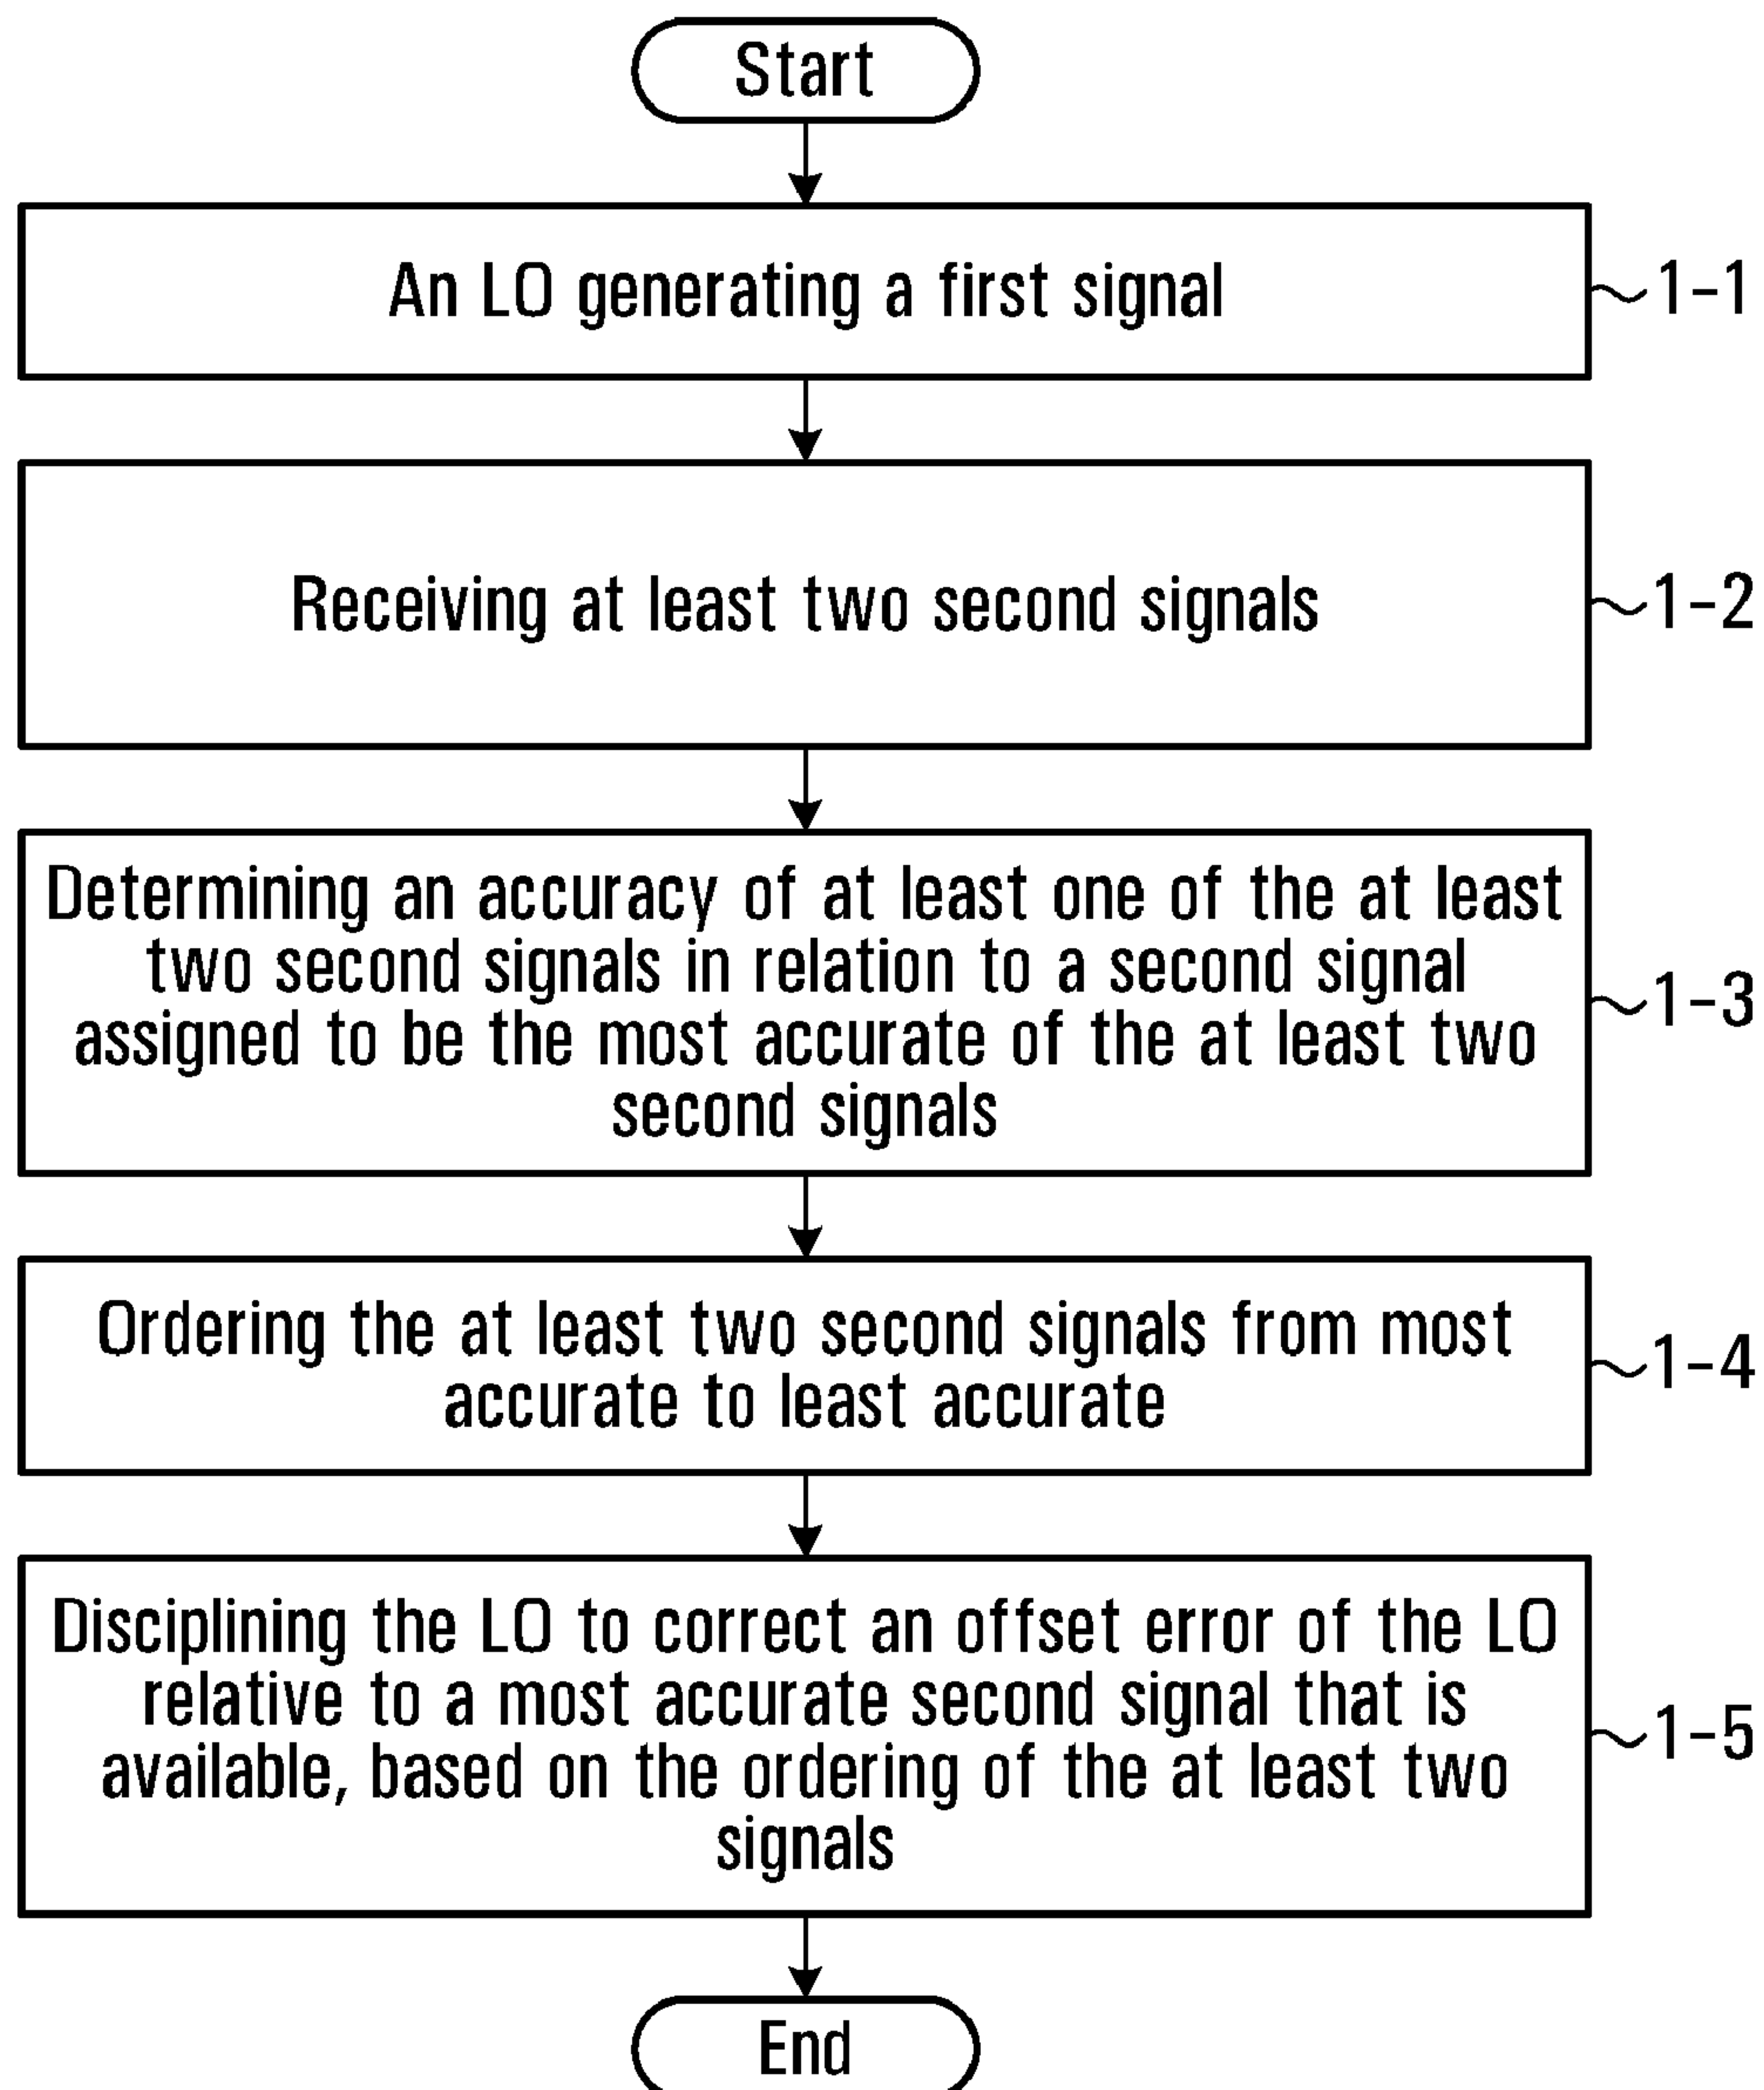 Start
An LO generating a first signal
1-1
Receiving at least two second signals
1-2
Determining an accuracy of at least one of the at least
two second signals in relation to a second signal
assigned to be the most accurate of the at least two
second signals
1-3
Ordering the at least two second signals from most
accurate to least accurate
1-4
Disciplining the LO to correct an offset error of the LO
relative to a most accurate second signal that is
available, based on the ordering of the at least two
signals
1-5
End